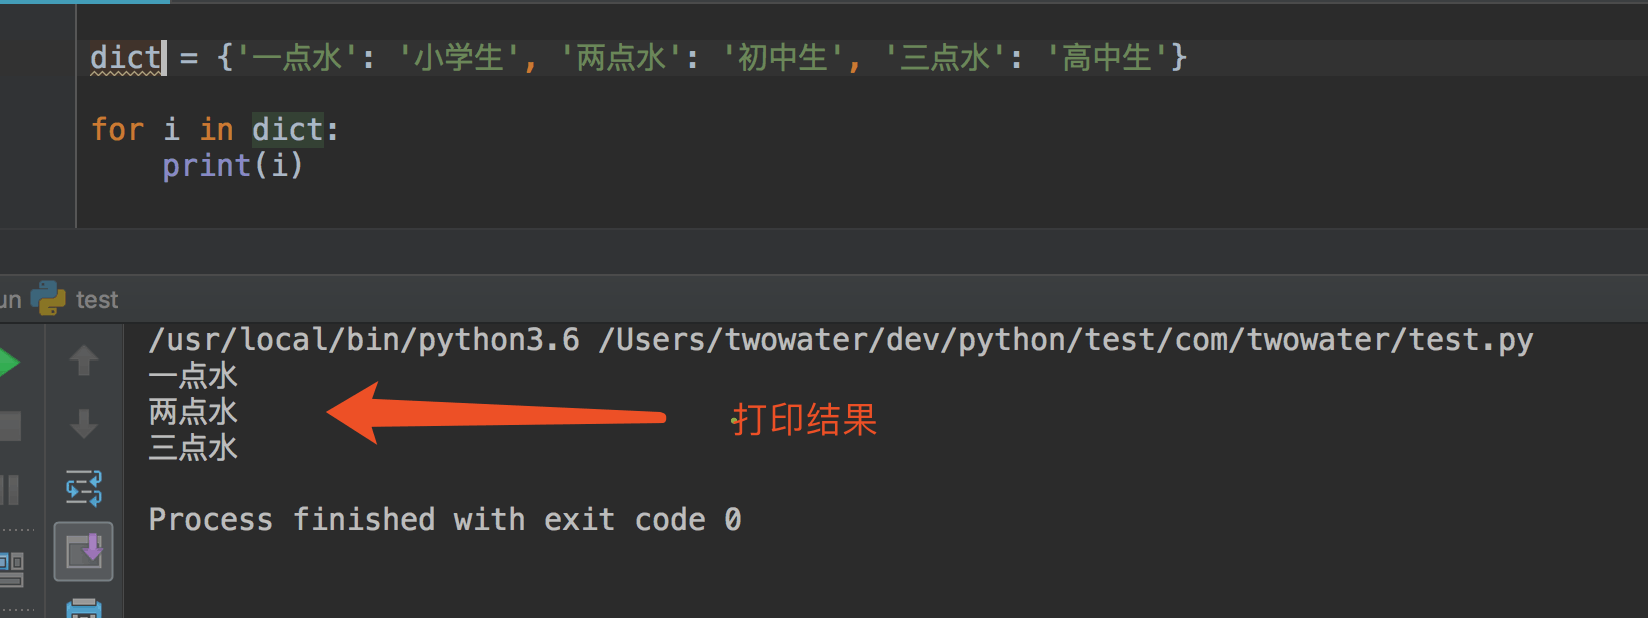 dict = {'一点水': '小学生', '两点水': '初中生', '三点水': '高中生'}
for i in dict:
print(i)
un test
/usr/local/bin/python3.6 /Users/twowater/dev/python/test/com/twowater/test.py
一点水
两点水
打印结果
三点水
Process finished with exit code 0